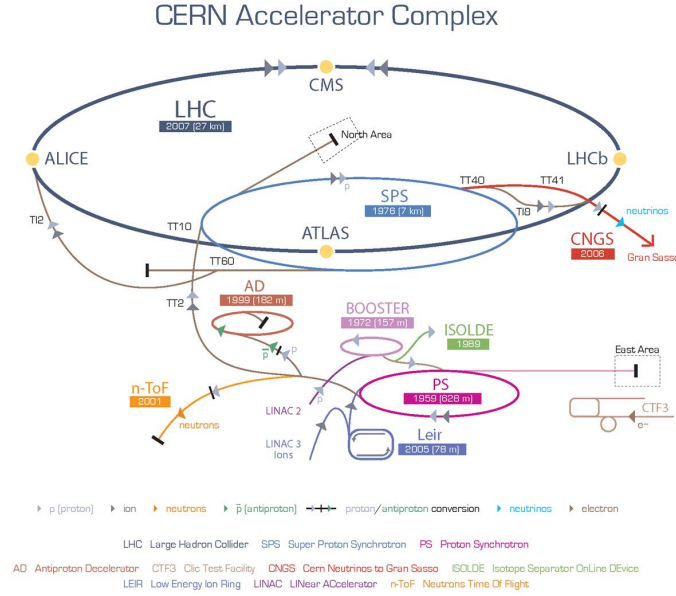 CERN Accelerator Complex
CMS
LHC
2007 (27 km)
North Area
ALICE
LHCb
TT40
TT41
SPS
1976 (7 km)
p
TI2
TI8
TT10
ATLAS
neutrinos
CNGS
2006
Gran Sasso
TT60
AD
1999 (182 m)
TT2
BOOSTER
1972 (157 m)
ISOLDE
1989
p̅
p
East Area
n-ToF
2001
PS
1959 (628 m)
LINAC 2
p
neutrons
CTF3
e-
LINAC 3
Ions
Leir
2005 (78 m)
p (proton) ion neutrons p̅ (antiproton) proton/antiproton conversion neutrinos electron
LHC Large Hadron Collider SPS Super Proton Synchrotron PS Proton Synchrotron
AD Antiproton Decelerator CTF3 Clic Test Facility CNGS Cern Neutrinos to Gran Sasso ISOLDE Isotope Separator OnLine DEvice
LEIR Low Energy Ion Ring LINAC LINear ACcelerator n-ToF Neutrons Time Of Flight